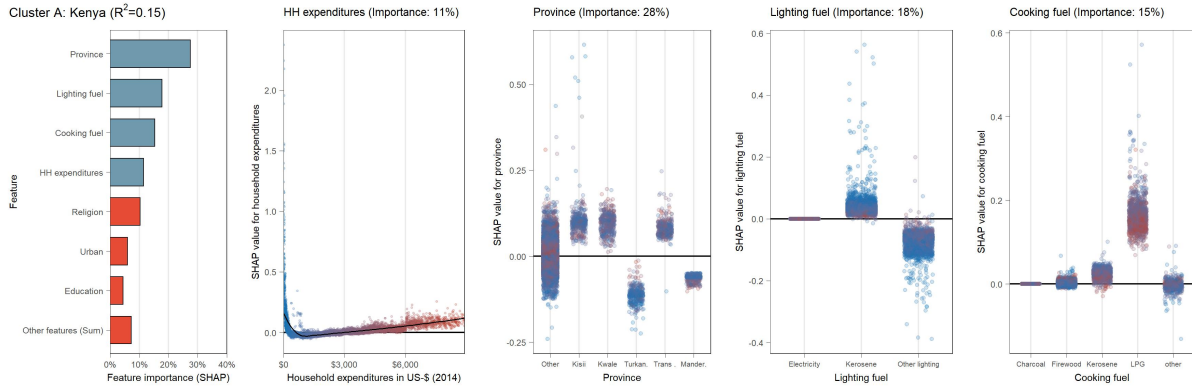 Cluster A: Kenya (R²=0.15)
Feature
Province
Lighting fuel
Cooking fuel
HH expenditures
Religion
Urban
Education
Other features (Sum)
0% 10% 20% 30% 40%
Feature importance (SHAP)
HH expenditures (Importance: 11%)
SHAP value for household expenditures
2.0
1.5
1.0
0.5
0.0
$0 $3,000 $6,000
Household expenditures in US-$ (2014)
Province (Importance: 28%)
SHAP value for province
0.50
0.25
0.00
-0.25
Other Kisii Kwale Turkan. Trans . Mander.
Province
Lighting fuel (Importance: 18%)
SHAP value for lighting fuel
0.6
0.4
0.2
0.0
-0.2
-0.4
Electricity Kerosene Other lighting
Lighting fuel
Cooking fuel (Importance: 15%)
SHAP value for cooking fuel
0.6
0.4
0.2
0.0
Charcoal Firewood Kerosene LPG other
Cooking fuel